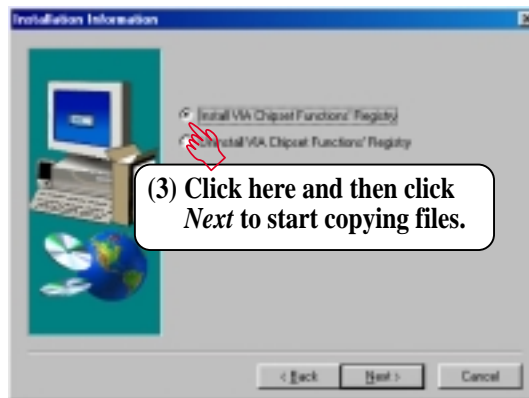 Installation Information
Install VIA Chipset Functions' Registry
Uninstall VIA Chipset Functions' Registry
(3) Click here and then click
Next to start copying files.
< Back Next > Cancel